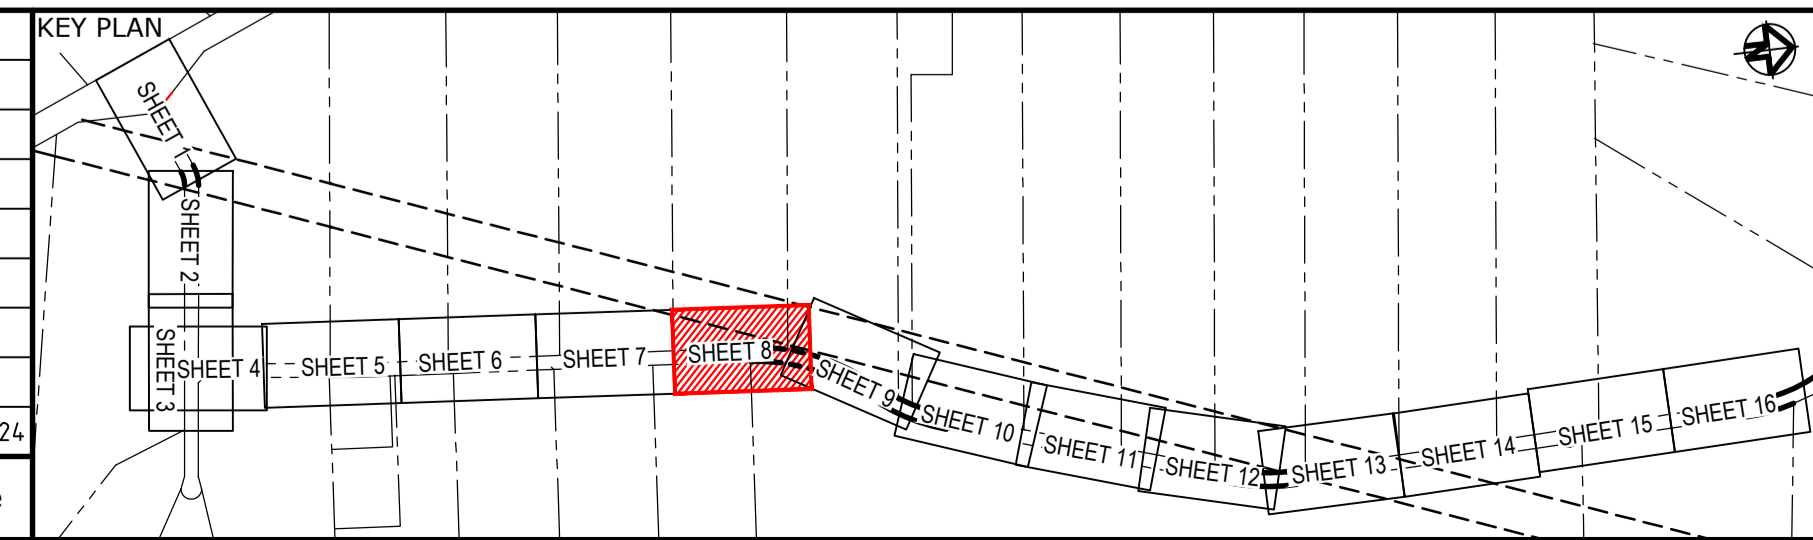 KEY PLAN
SHEET 1
SHEET 2
SHEET 3
SHEET 4
SHEET 5
SHEET 6
SHEET 7
SHEET 8
SHEET 9
SHEET 10
SHEET 11
SHEET 12
SHEET 13
SHEET 14
SHEET 15
SHEET 16
N
24